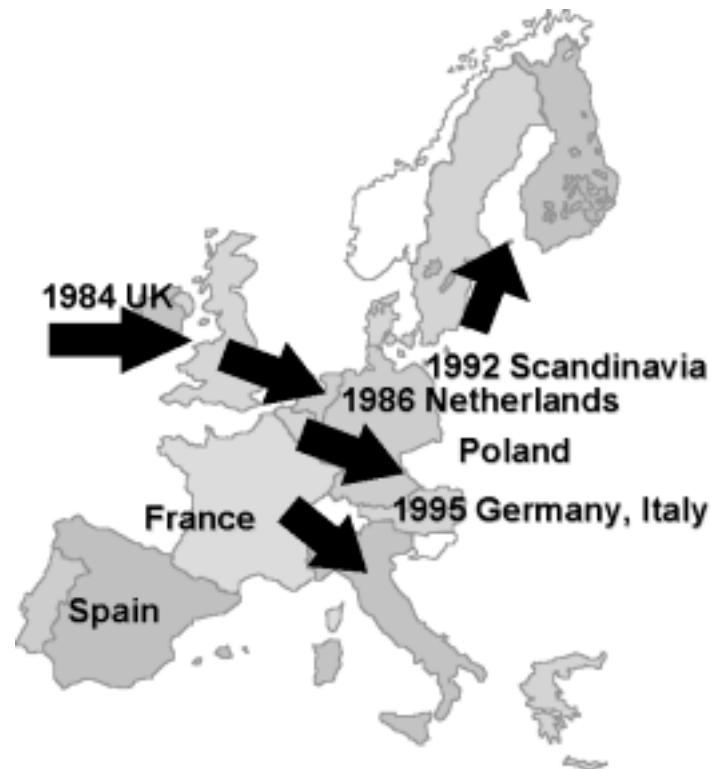 1984 UK
1992 Scandinavia
1986 Netherlands
Poland
1995 Germany, Italy
France
Spain